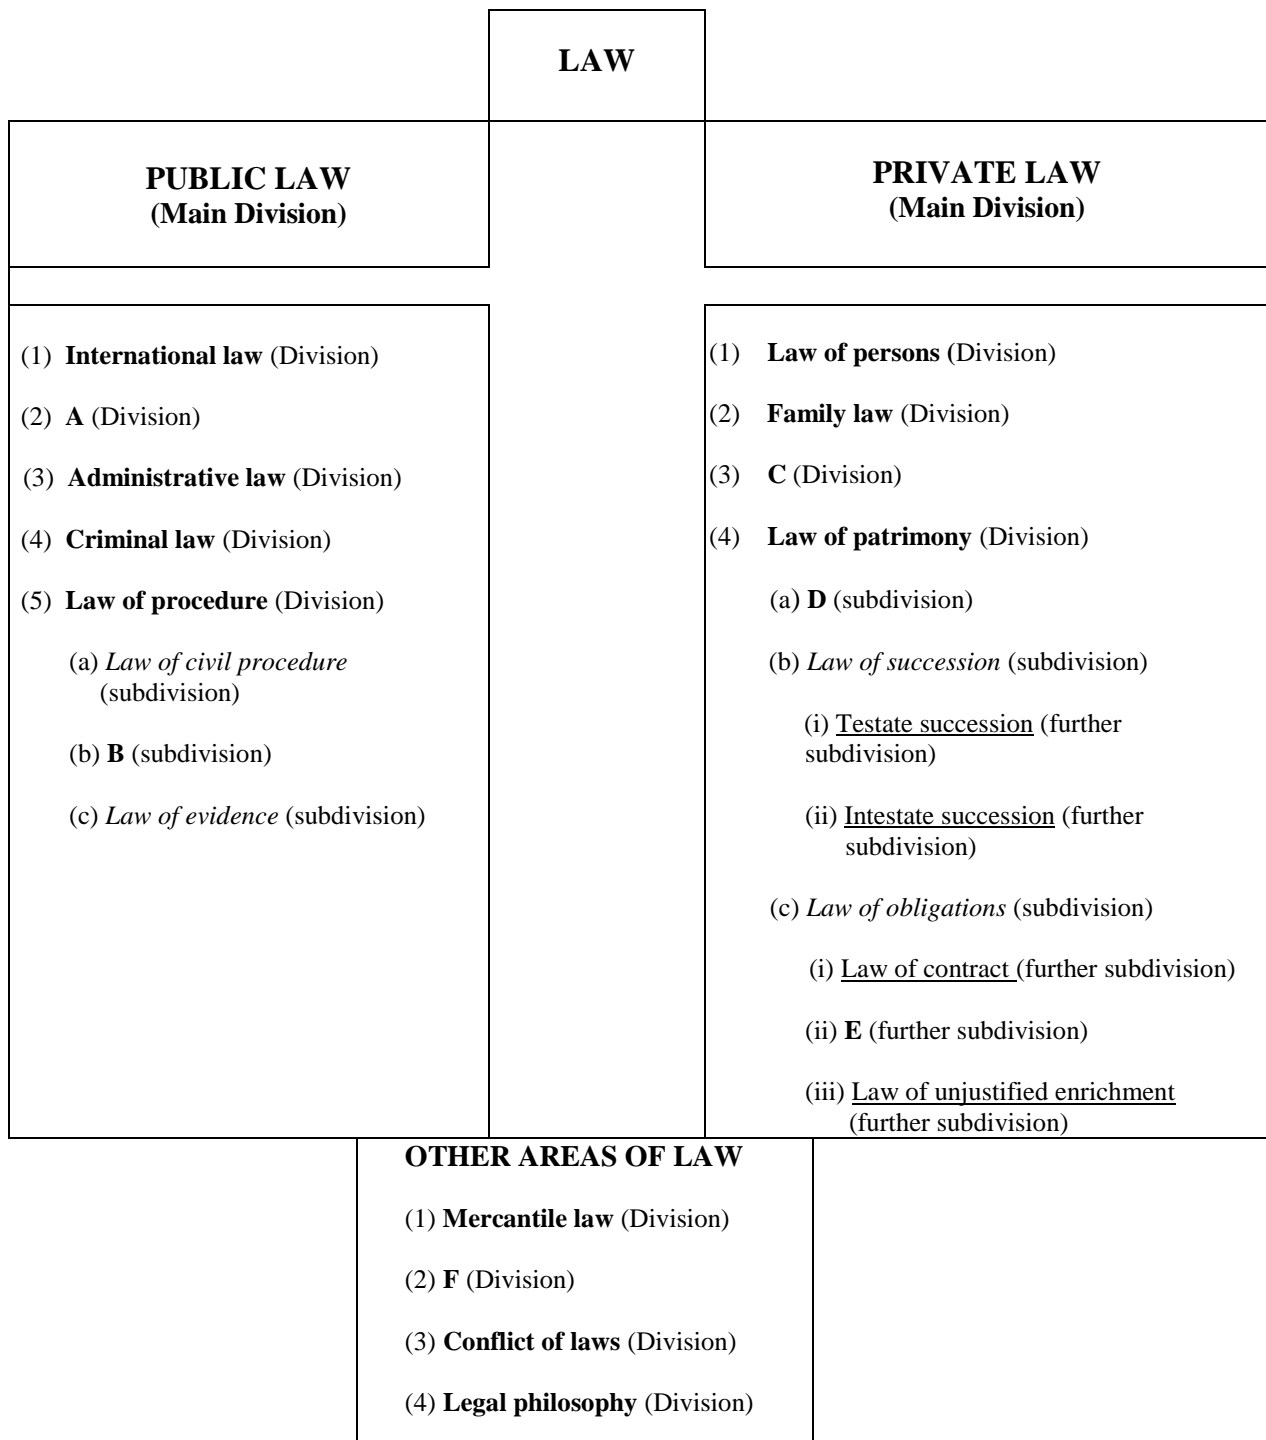 LAW
PUBLIC LAW
(Main Division)
PRIVATE LAW
(Main Division)
(1) International law (Division)
(2) A (Division)
(3) Administrative law (Division)
(4) Criminal law (Division)
(5) Law of procedure (Division)
(a) Law of civil procedure
(subdivision)
(b) B (subdivision)
(c) Law of evidence (subdivision)
(1) Law of persons (Division)
(2) Family law (Division)
(3) C (Division)
(4) Law of patrimony (Division)
(a) D (subdivision)
(b) Law of succession (subdivision)
(i) Testate succession (further
subdivision)
(ii) Intestate succession (further
subdivision)
(c) Law of obligations (subdivision)
(i) Law of contract (further subdivision)
(ii) E (further subdivision)
(iii) Law of unjustified enrichment
(further subdivision)
OTHER AREAS OF LAW
(1) Mercantile law (Division)
(2) F (Division)
(3) Conflict of laws (Division)
(4) Legal philosophy (Division)